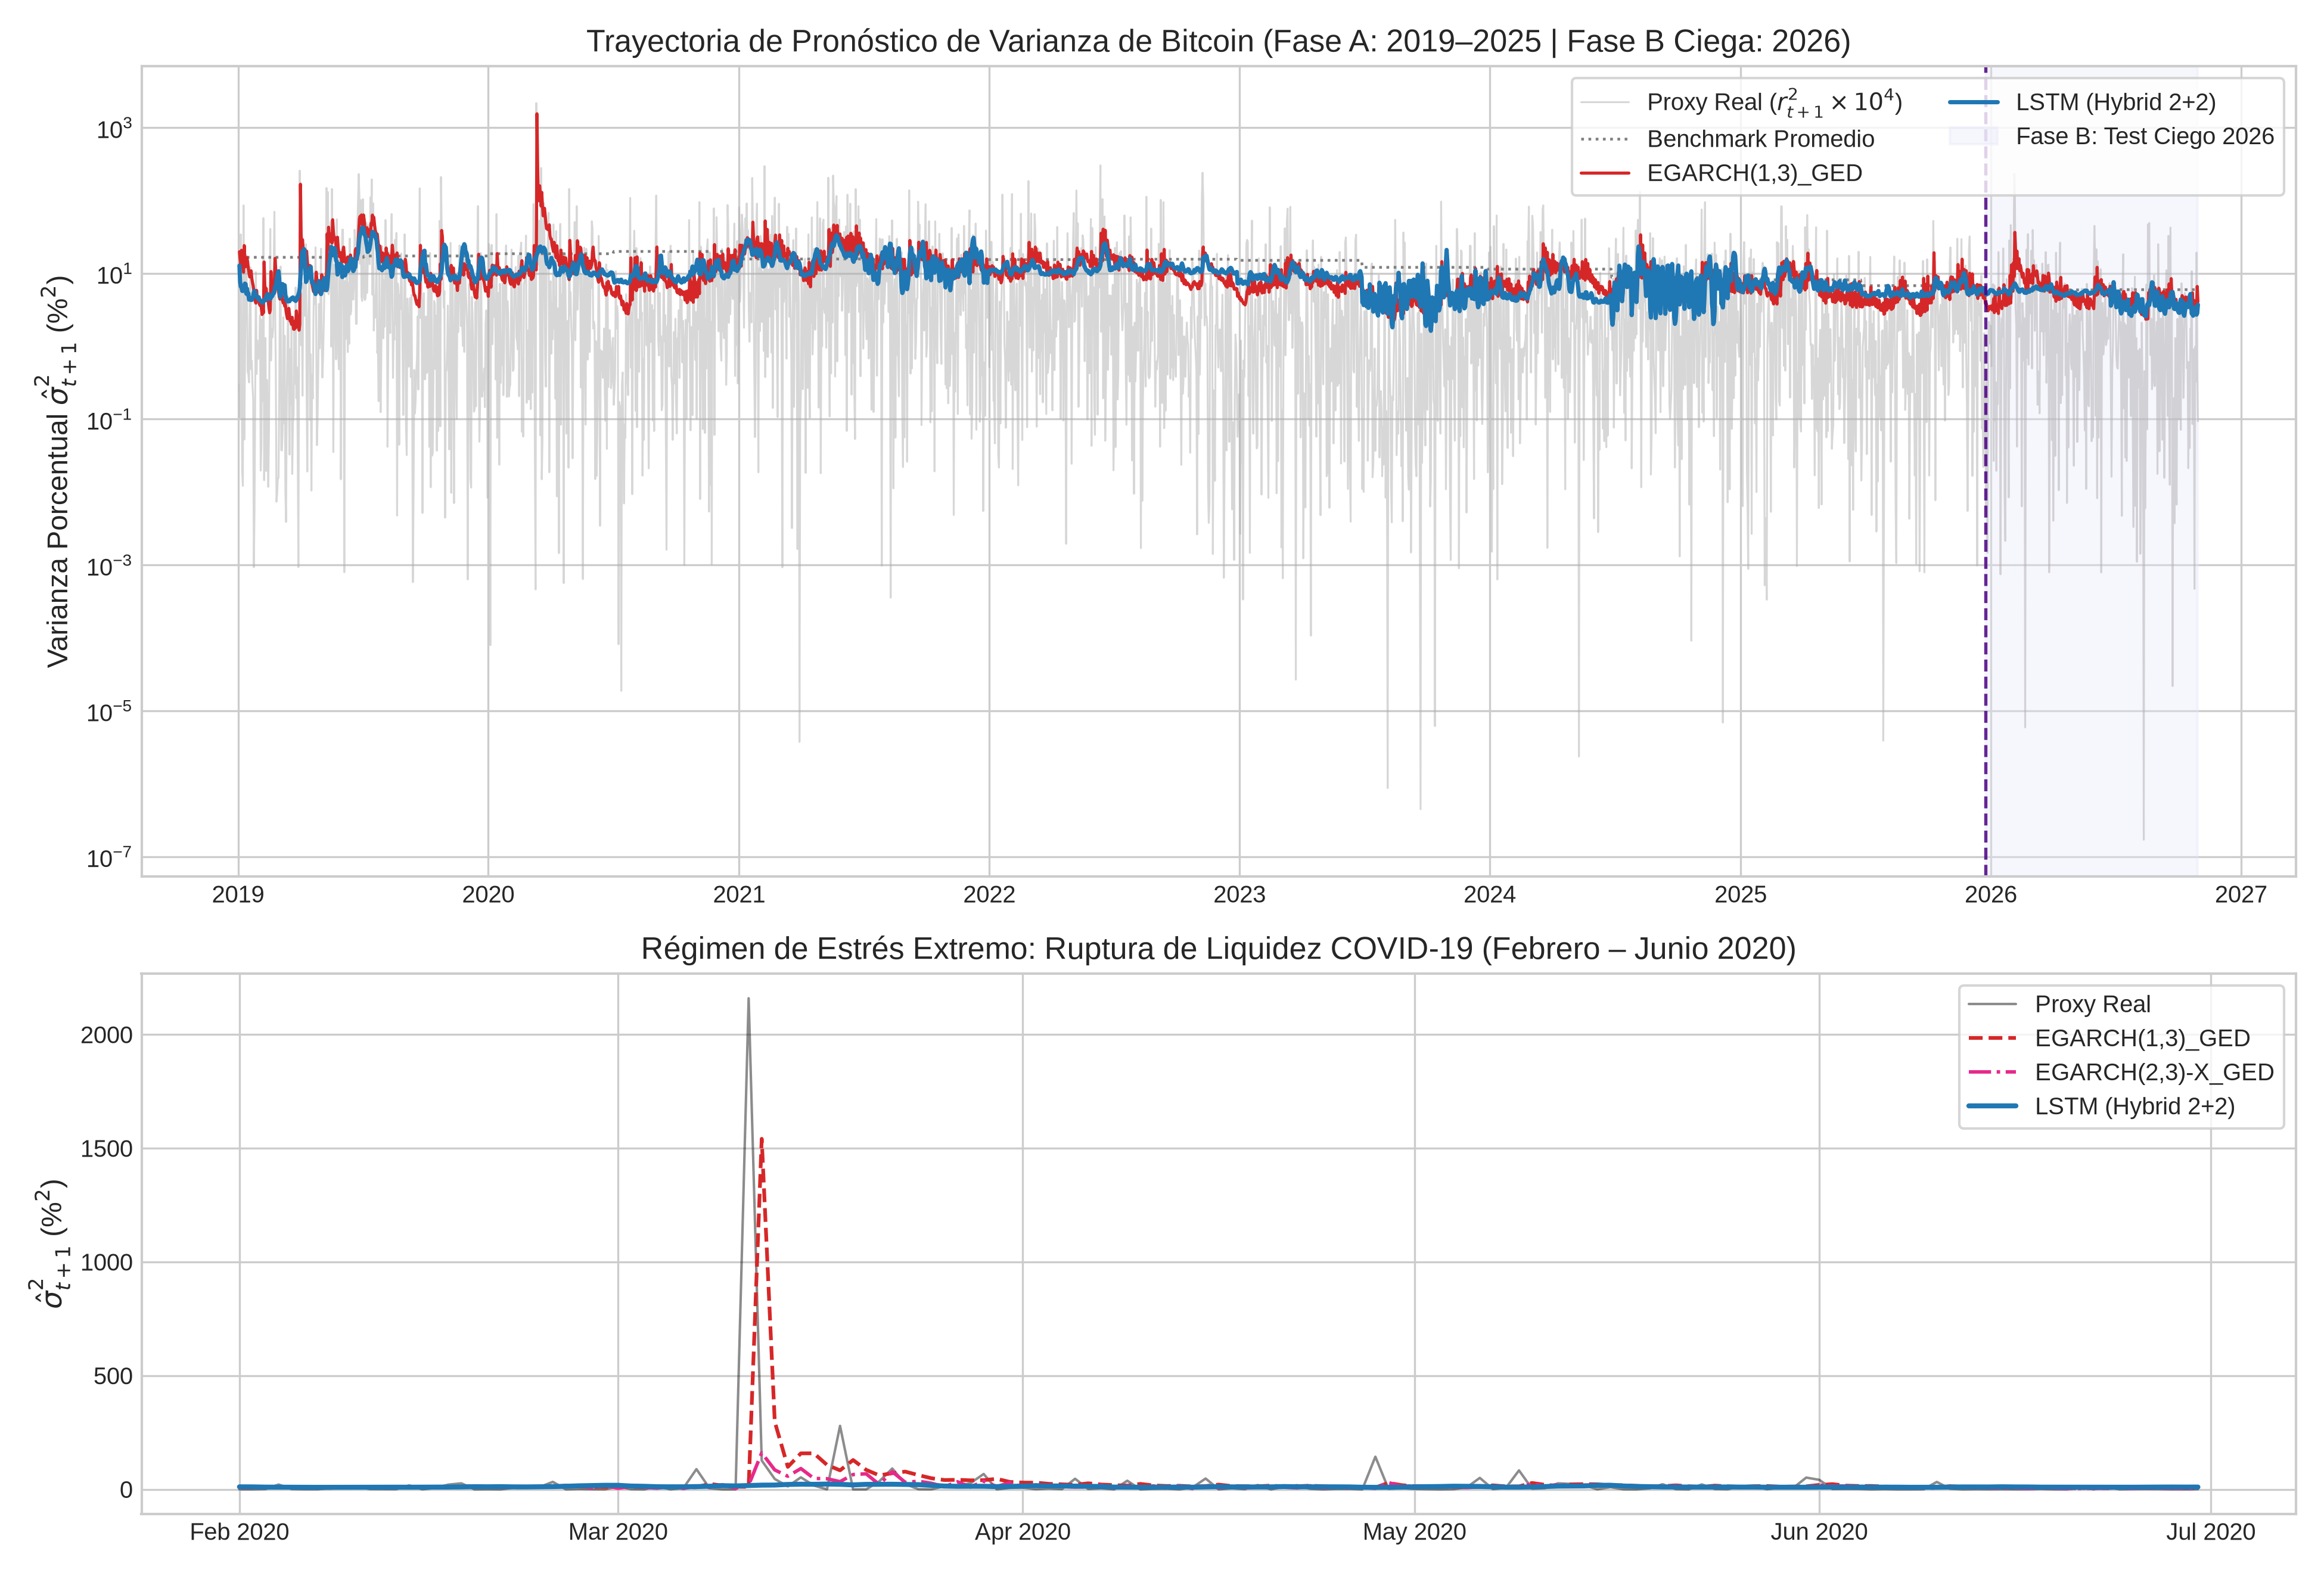 Trayectoria de Pronóstico de Varianza de Bitcoin (Fase A: 2019–2025 | Fase B Ciega: 2026)
Varianza Porcentual σ̂²ₜ₊₁ (%²)
10³
10¹
10⁻¹
10⁻³
10⁻⁵
10⁻⁷
Proxy Real (r²ₜ₊₁ × 10⁴)
Benchmark Promedio
EGARCH(1,3)_GED
LSTM (Hybrid 2+2)
Fase B: Test Ciego 2026
2019 2020 2021 2022 2023 2024 2025 2026 2027
Régimen de Estrés Extremo: Ruptura de Liquidez COVID-19 (Febrero – Junio 2020)
σ̂²ₜ₊₁ (%²)
2000
1500
1000
500
0
Proxy Real
EGARCH(1,3)_GED
EGARCH(2,3)-X_GED
LSTM (Hybrid 2+2)
Feb 2020 Mar 2020 Apr 2020 May 2020 Jun 2020 Jul 2020